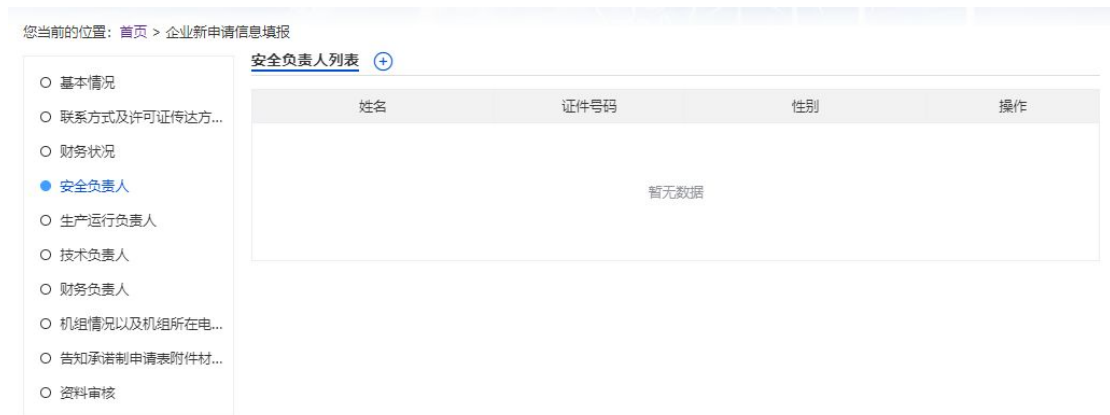 您当前的位置：首页 > 企业新申请信息填报
基本情况
联系方式及许可证传达方...
财务状况
安全负责人
生产运行负责人
技术负责人
财务负责人
机组情况以及机组所在电...
告知承诺制申请表附件材...
资料审核
安全负责人列表
姓名 证件号码 性别 操作
暂无数据